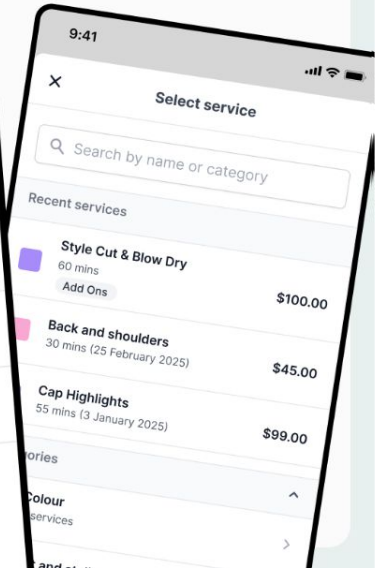 9:41
Select service
Search by name or category
Recent services
Style Cut & Blow Dry
60 mins
Add Ons
$100.00
Back and shoulders
30 mins (25 February 2025)
$45.00
Cap Highlights
55 mins (3 January 2025)
$99.00
ories
Colour
services